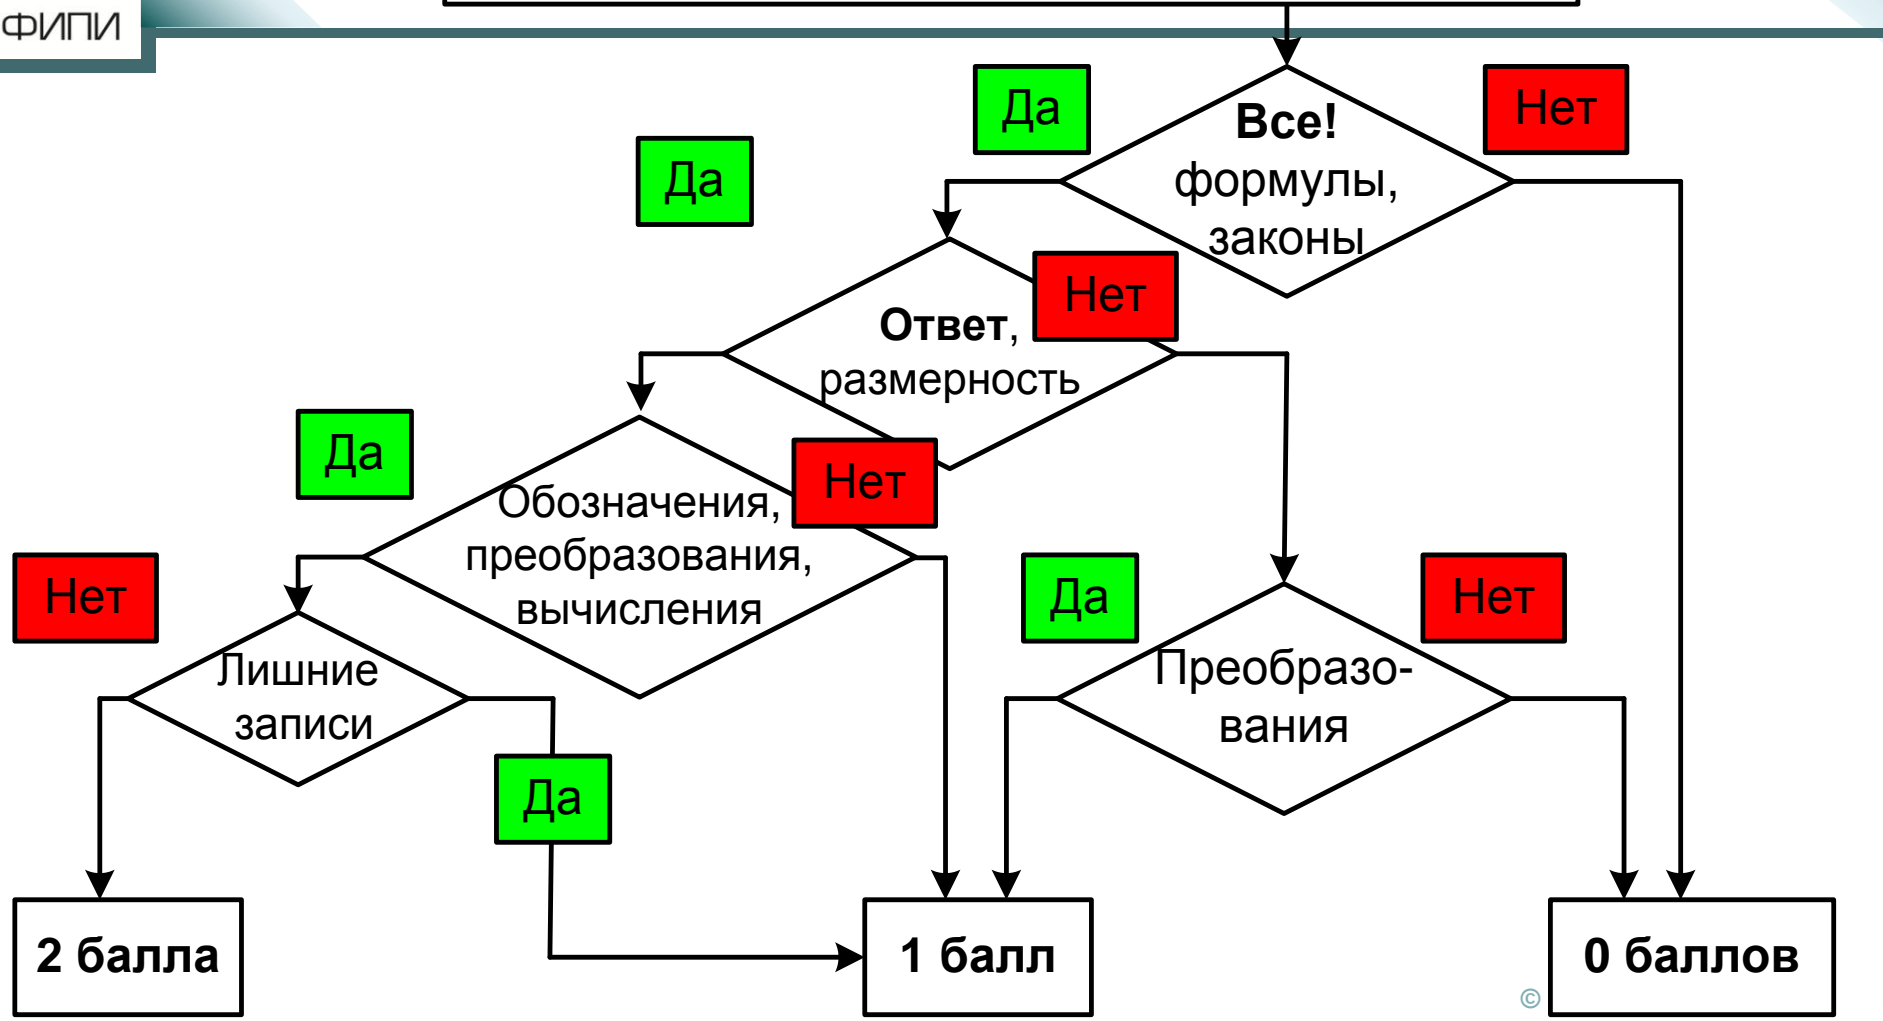 ФИПИ
Да
Все!
формулы,
законы
Нет
Да
Ответ,
размерность
Нет
Да
Обозначения,
преобразования,
вычисления
Нет
Нет
Лишние
записи
Да
Да
Преобразо-
вания
Нет
2 балла
1 балл
0 баллов
©